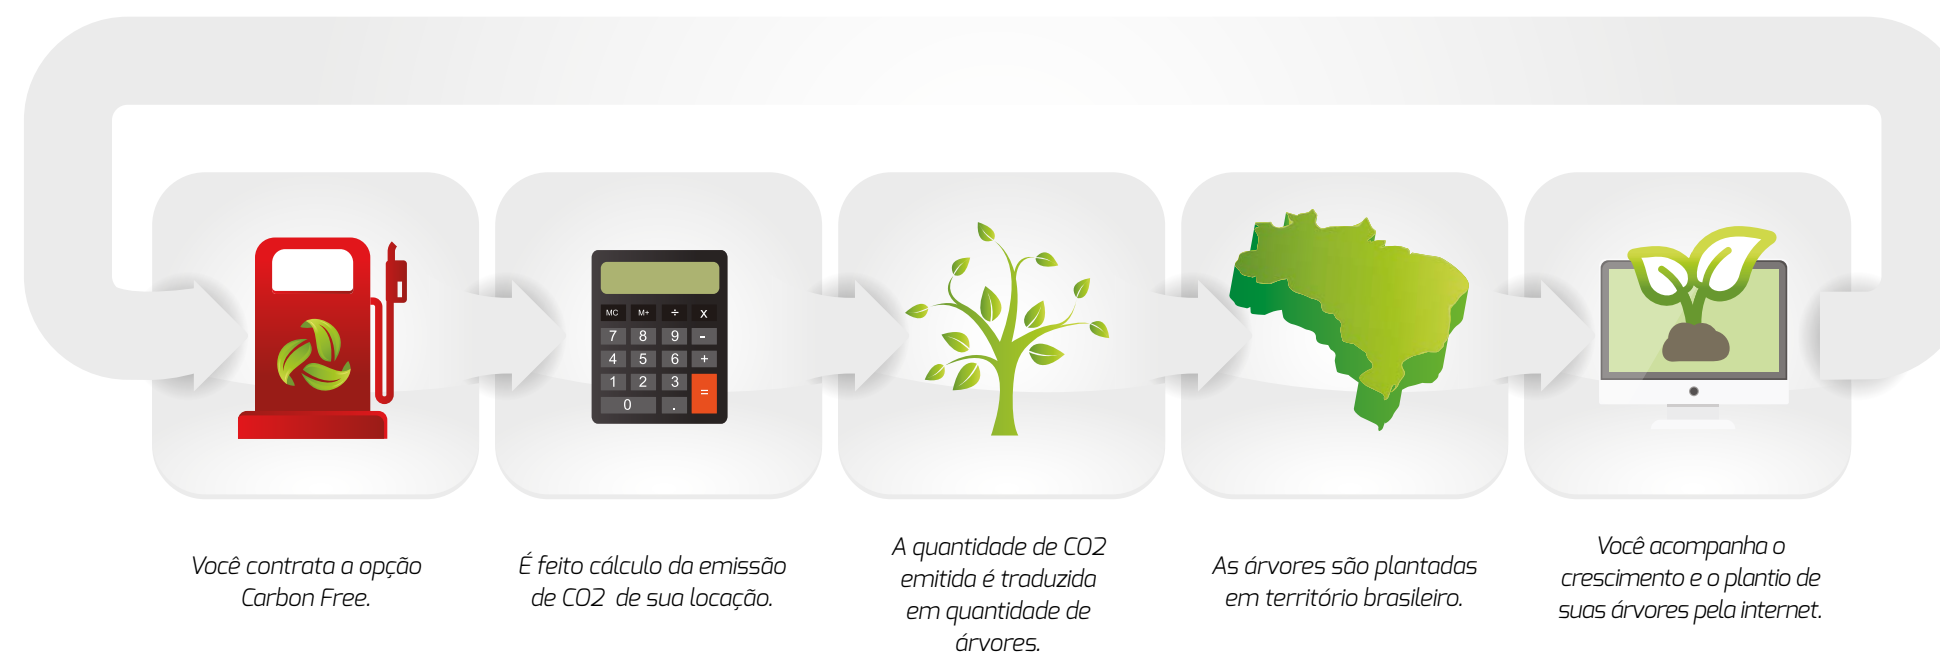 MC M+ ÷ x
7 8 9 -
4 5 6 +
1 2 3 =
0 .
Você contrata a opção
Carbon Free.
É feito cálculo da emissão
de CO2 de sua locação.
A quantidade de CO2
emitida é traduzida
em quantidade de
árvores.
As árvores são plantadas
em território brasileiro.
Você acompanha o
crescimento e o plantio de
suas árvores pela internet.